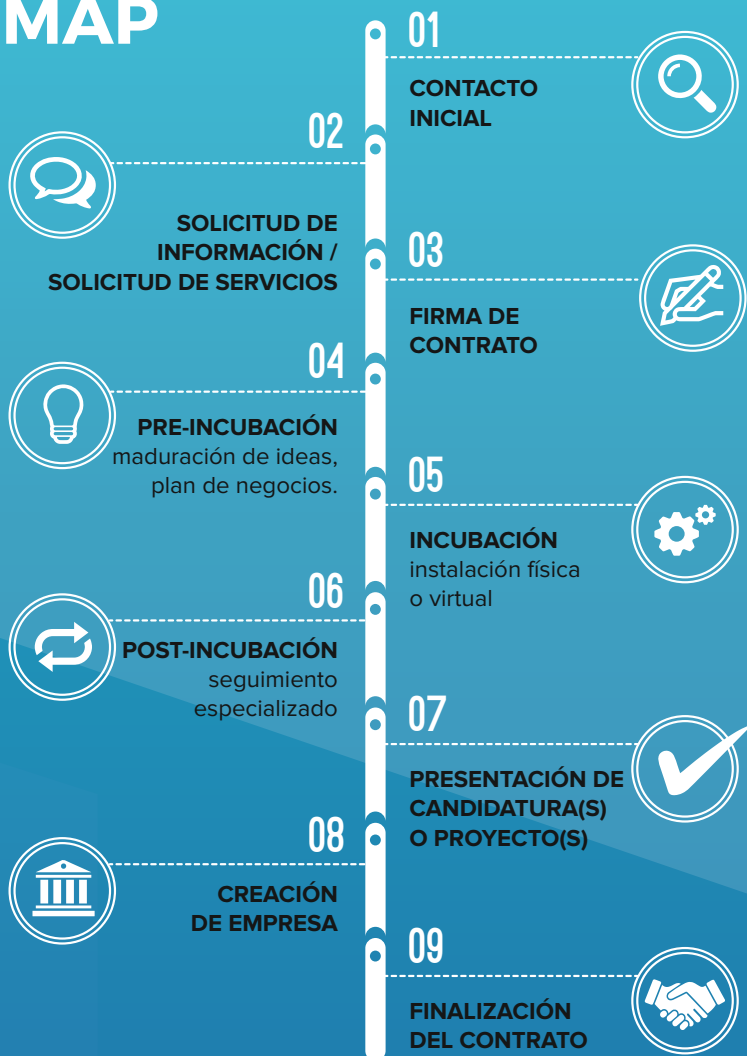 MAP
01
CONTACTO
INICIAL
02
SOLICITUD DE
INFORMACIÓN /
SOLICITUD DE SERVICIOS
03
FIRMA DE
CONTRATO
04
PRE-INCUBACIÓN
maduración de ideas,
plan de negocios.
05
INCUBACIÓN
instalación física
o virtual
06
POST-INCUBACIÓN
seguimiento
especializado
07
PRESENTACIÓN DE
CANDIDATURA(S)
O PROYECTO(S)
08
CREACIÓN
DE EMPRESA
09
FINALIZACIÓN
DEL CONTRATO